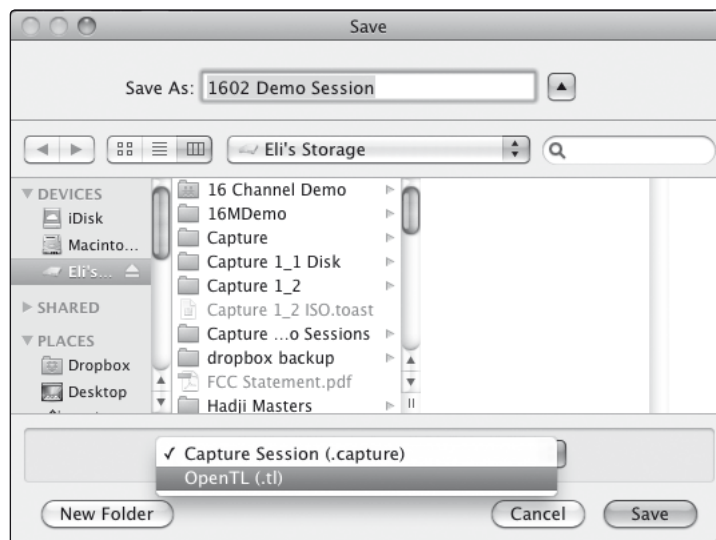 Save
Save As: 1602 Demo Session
Eli's Storage
DEVICES
iDisk
Macinto...
Eli's...
SHARED
PLACES
Dropbox
Desktop
16 Channel Demo
16MDemo
Capture
Capture 1_1 Disk
Capture 1_2
Capture 1_2 ISO.toast
Capture ...o Sessions
dropbox backup
FCC Statement.pdf
Hadji Masters
✓ Capture Session (.capture)
OpenTL (.tl)
New Folder
Cancel
Save